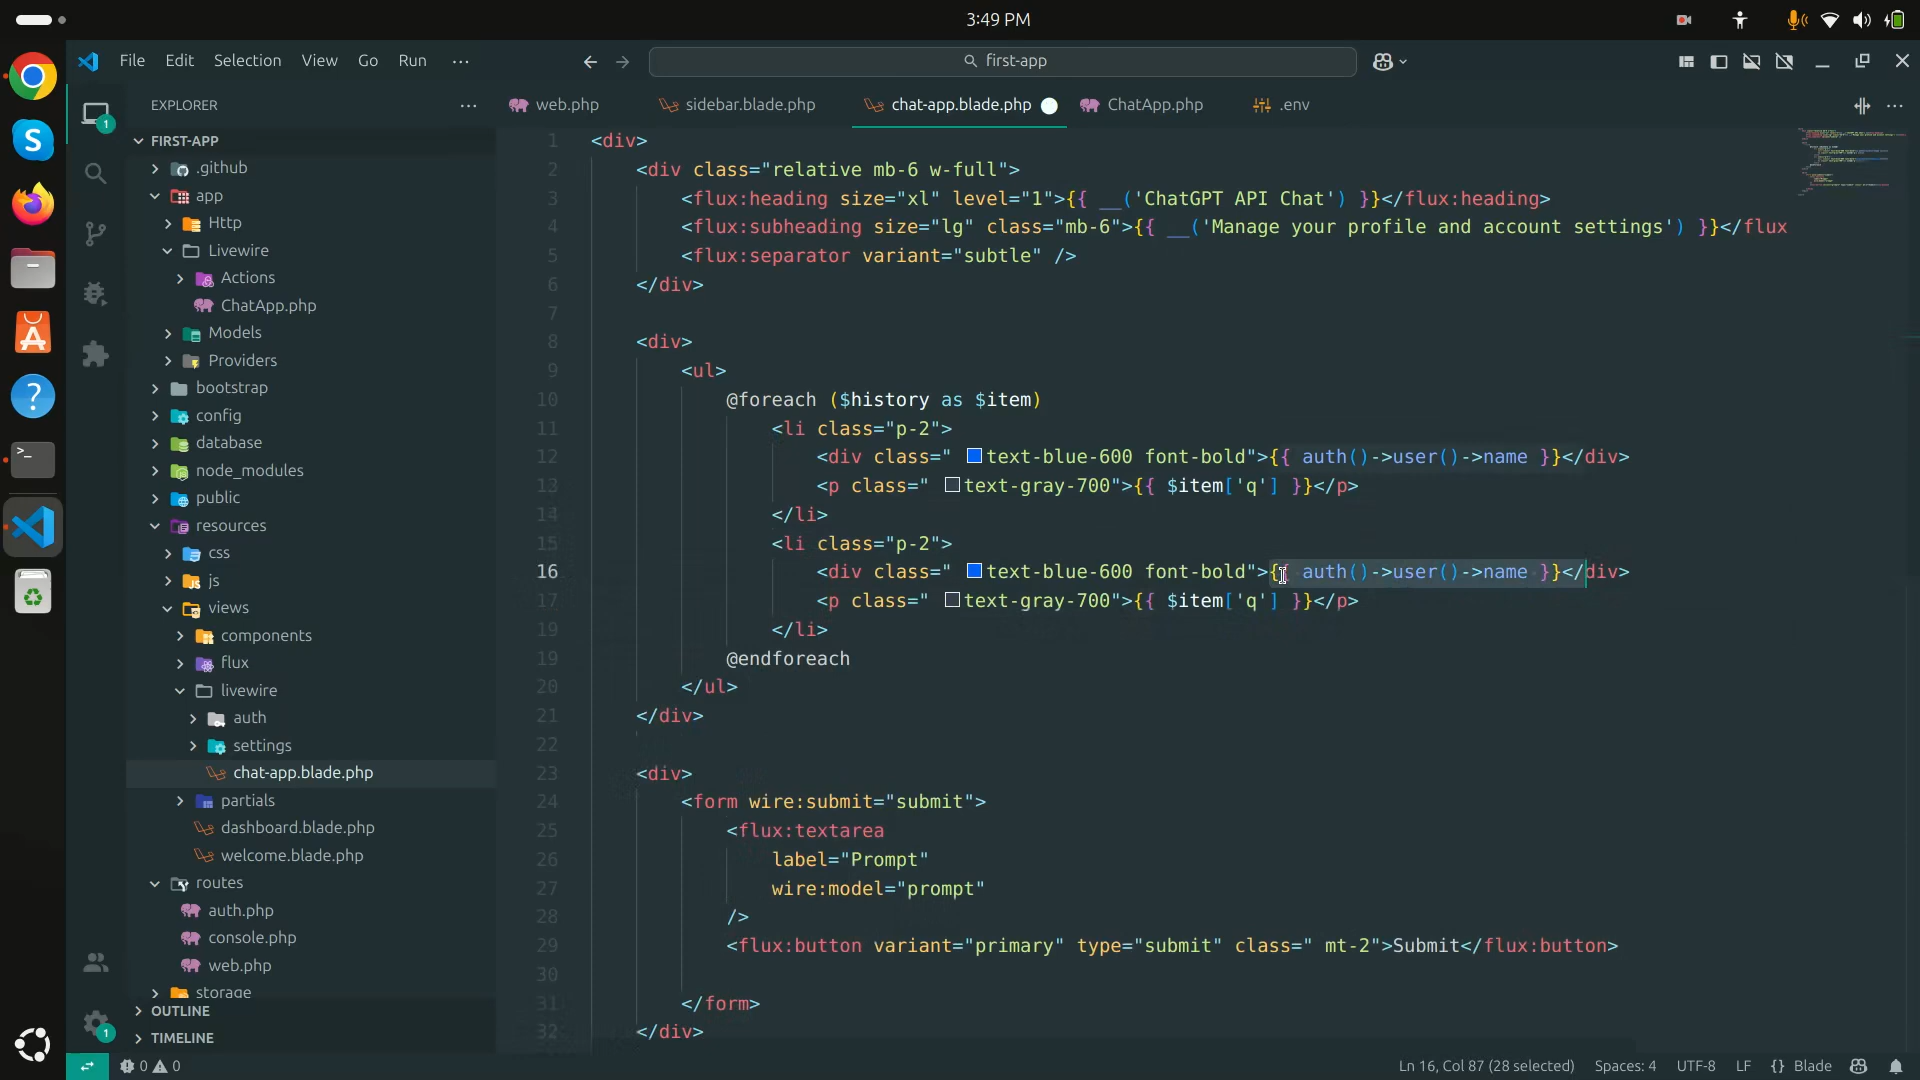 3:49 PM
File Edit Selection View Go Run ···
first-app
EXPLORER ···
web.php sidebar.blade.php chat-app.blade.php ChatApp.php .env ···
FIRST-APP
.github
app
Http
Livewire
Actions
ChatApp.php
Models
Providers
bootstrap
config
database
node_modules
public
resources
css
JS js
views
components
flux
livewire
auth
settings
chat-app.blade.php
partials
dashboard.blade.php
welcome.blade.php
routes
auth.php
console.php
web.php
storage
OUTLINE
TIMELINE
1
1
S
A
?
>_
1 <div>
2 <div class="relative mb-6 w-full">
3 <flux:heading size="xl" level="1">{{ __('ChatGPT API Chat') }}</flux:heading>
4 <flux:subheading size="lg" class="mb-6">{{ __('Manage your profile and account settings') }}</flux
5 <flux:separator variant="subtle" />
6 </div>
7
8 <div>
9 <ul>
10 @foreach ($history as $item)
11 <li class="p-2">
12 <div class=" text-blue-600 font-bold">{{ auth()->user()->name }}</div>
13 <p class=" text-gray-700">{{ $item['q'] }}</p>
14 </li>
15 <li class="p-2">
16 <div class=" text-blue-600 font-bold">{{ auth()->user()->name }}</div>
17 <p class=" text-gray-700">{{ $item['q'] }}</p>
19 </li>
19 @endforeach
20 </ul>
21 </div>
22
23 <div>
24 <form wire:submit="submit">
25 <flux:textarea
26 label="Prompt"
27 wire:model="prompt"
28 />
29 <flux:button variant="primary" type="submit" class=" mt-2">Submit</flux:button>
30
31 </form>
32 </div>
0 0 Ln 16, Col 87 (28 selected) Spaces: 4 UTF-8 LF {} Blade